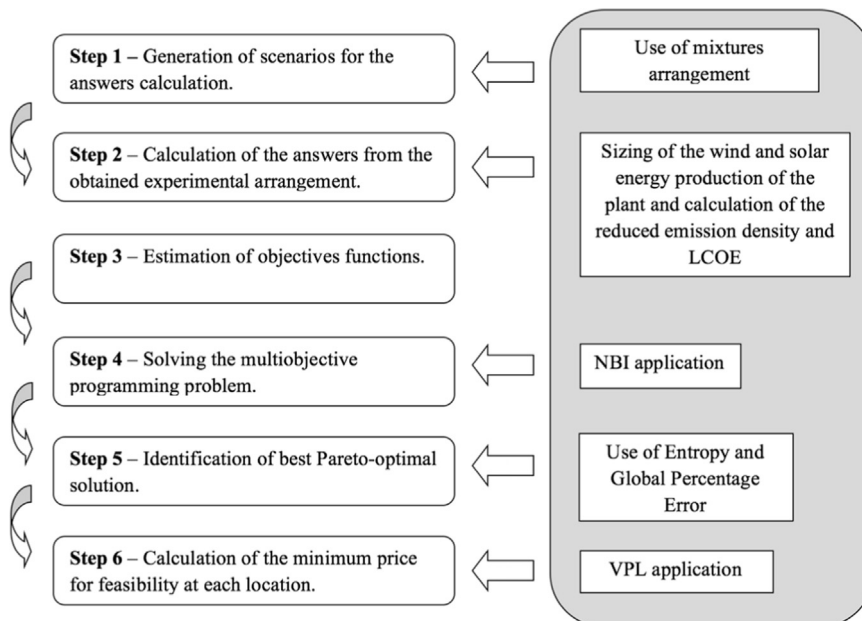 Step 1 – Generation of scenarios for the
answers calculation.
Use of mixtures
arrangement
Step 2 – Calculation of the answers from the
obtained experimental arrangement.
Sizing of the wind and solar
energy production of the
plant and calculation of the
reduced emission density and
LCOE
Step 3 – Estimation of objectives functions.
Step 4 – Solving the multiobjective
programming problem.
NBI application
Step 5 – Identification of best Pareto-optimal
solution.
Use of Entropy and
Global Percentage
Error
Step 6 – Calculation of the minimum price
for feasibility at each location.
VPL application